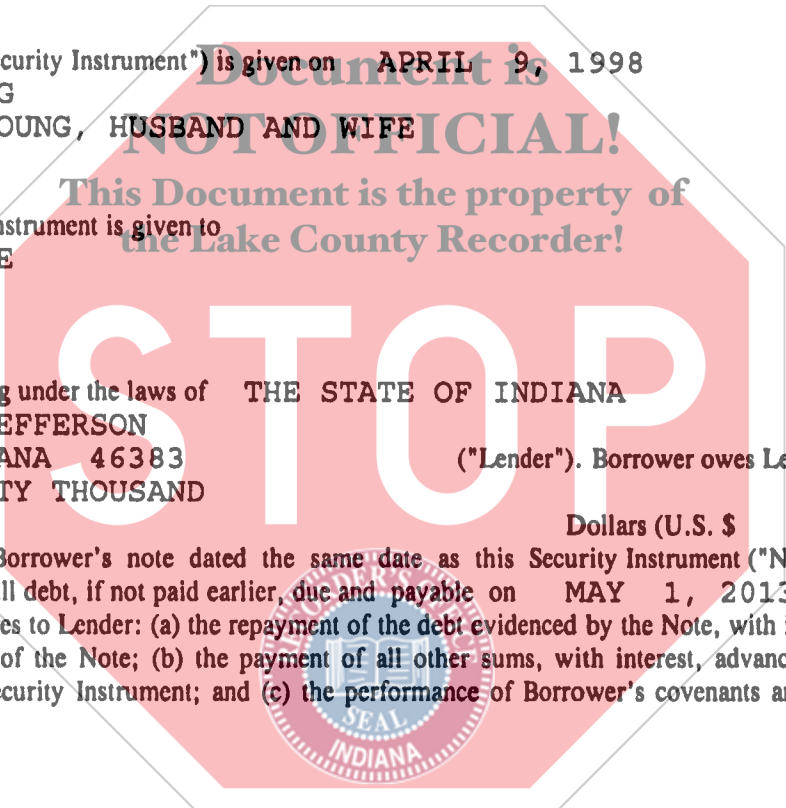 curity Instrument") is given on APRIL 9, 1998
Document is
G
OUNG, HUSBAND AND WIFE
NOT OFFICIAL!
This Document is the property of
nstrument is given to
the Lake County Recorder!
E
STOP
g under the laws of THE STATE OF INDIANA
EFFERSON
ANA 46383 ("Lender"). Borrower owes Le
TY THOUSAND
Dollars (U.S. $
Borrower's note dated the same date as this Security Instrument ("N
ll debt, if not paid earlier, due and payable on MAY 1, 2013
es to Lender: (a) the repayment of the debt evidenced by the Note, with i
of the Note; (b) the payment of all other sums, with interest, advanc
ecurity Instrument; and (c) the performance of Borrower's covenants a
SEAL
INDIANA